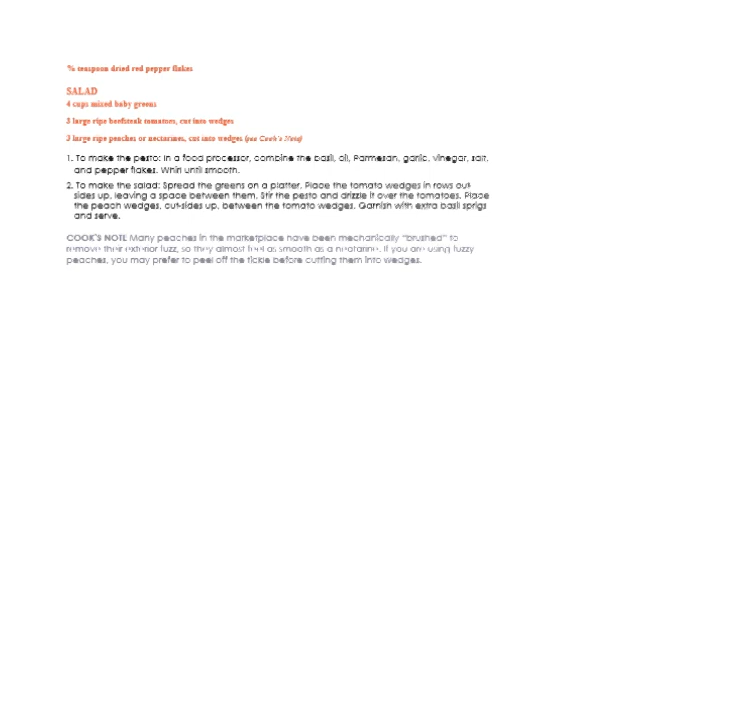 % teaspoon dried red pepper flakes
SALAD
4 cups mixed baby greens
3 large ripe beefsteak tomatoes, cut into wedges
3 large ripe peaches or nectarines, cut into wedges (see Cook's Note)
1. To make the pesto: In a food processor, combine the basil, oil, Parmesan, garlic, vinegar, salt,
and pepper flakes. Whirl until smooth.
2. To make the salad: Spread the greens on a platter. Place the tomato wedges in rows cut-
sides up, leaving a space between them. Stir the pesto and drizzle it over the tomatoes. Place
the peach wedges, cut-sides up, between the tomato wedges. Garnish with extra basil sprigs
and serve.
COOK'S NOTE Many peaches in the marketplace have been mechanically "brushed" to
remove their exterior fuzz, so they almost feel as smooth as a nectarine. If you are using fuzzy
peaches, you may prefer to peel off the tickle before cutting them into wedges.